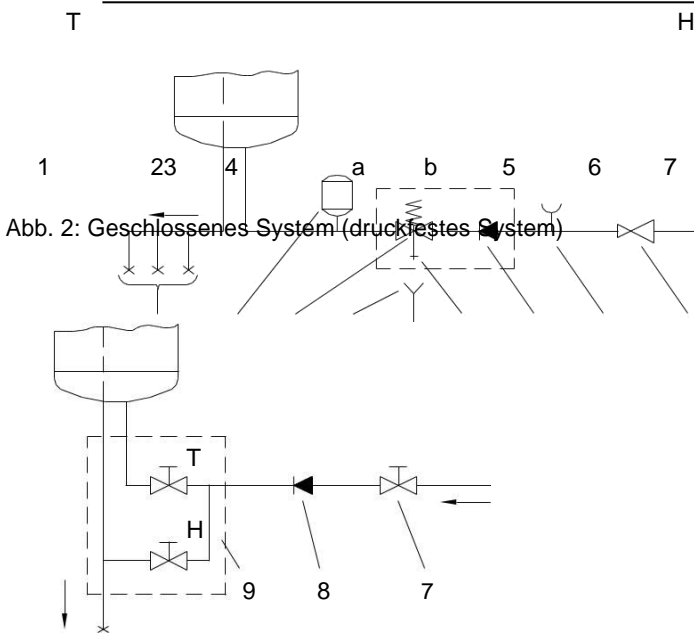 T H
1 23 4 a b 5 6 7
Abb. 2: Geschlossenes System (druckfestes System)
T
H
9 8 7